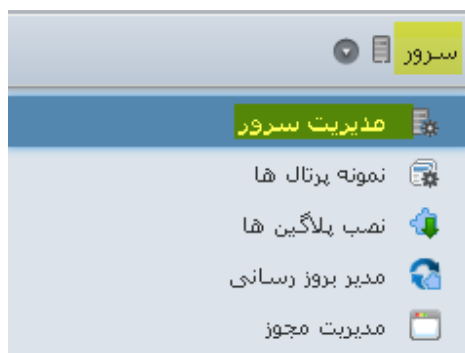 سرور
مدیریت سرور
نمونه پرتال ها
نصب پلاگین ها
مدیر بروز رسانی
مدیریت مجوز